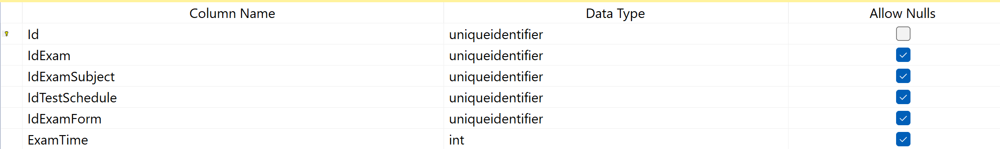 Column Name Data Type Allow Nulls
Id uniqueidentifier
IdExam uniqueidentifier
IdExamSubject uniqueidentifier
IdTestSchedule uniqueidentifier
IdExamForm uniqueidentifier
ExamTime int